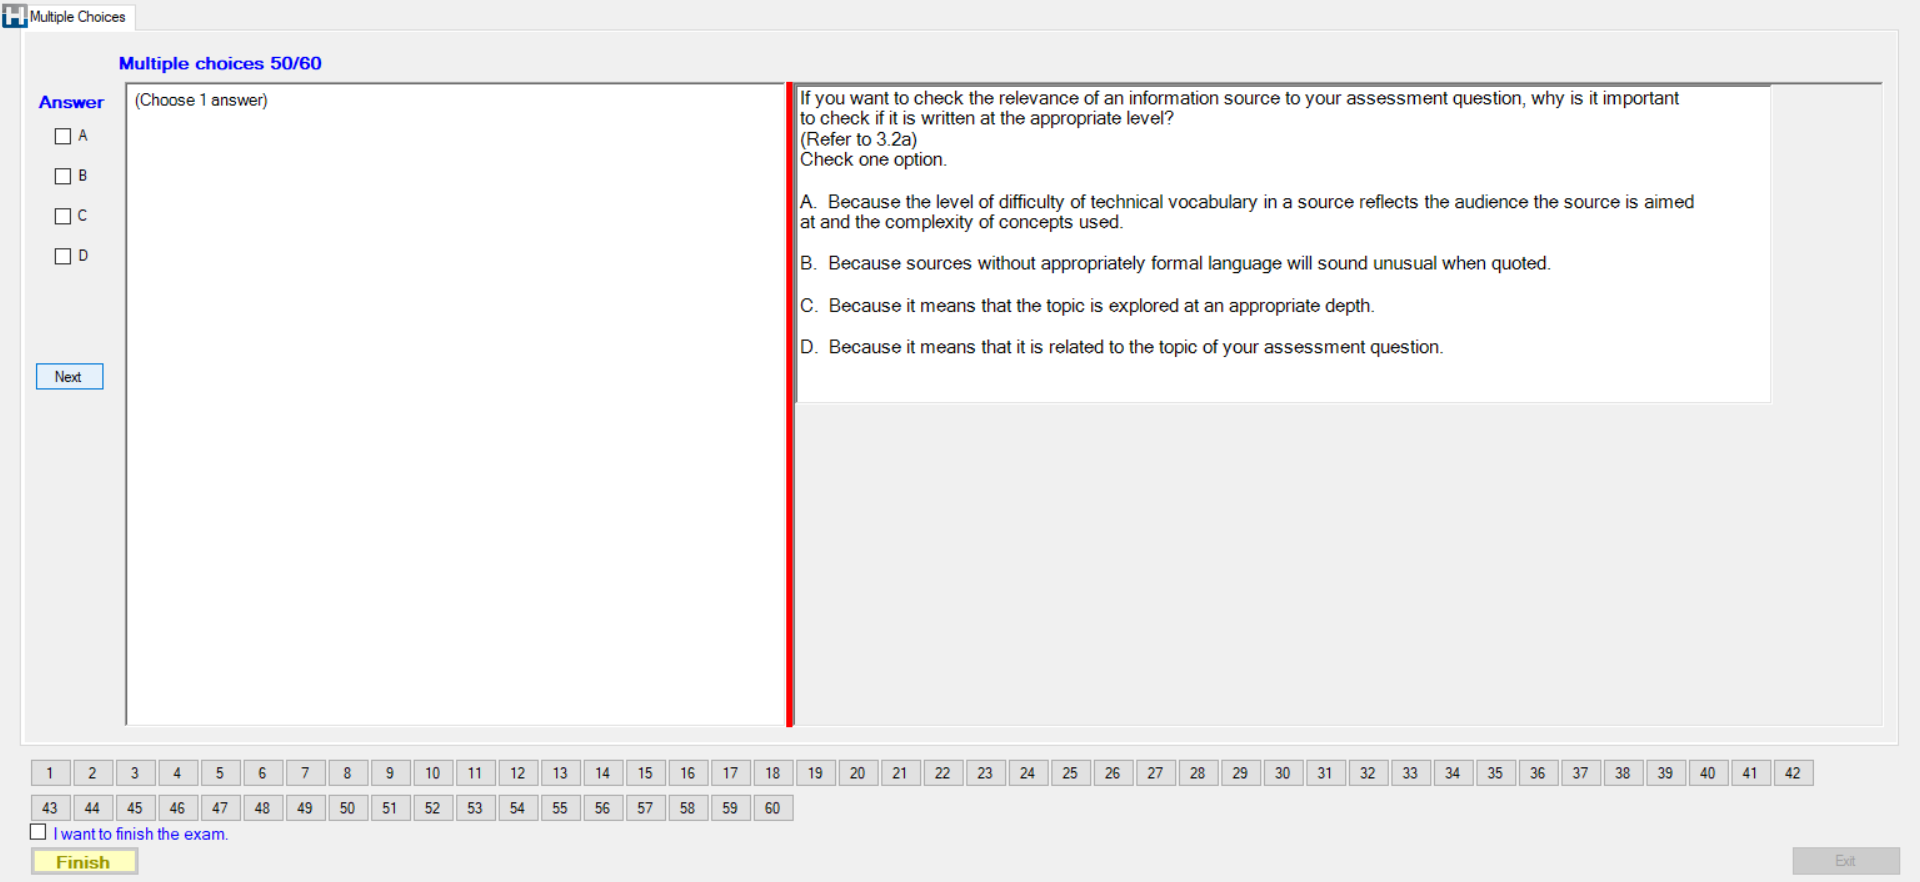 Multiple Choices
Multiple choices 50/60
Answer
A
B
C
D
Next
(Choose 1 answer)
If you want to check the relevance of an information source to your assessment question, why is it important
to check if it is written at the appropriate level?
(Refer to 3.2a)
Check one option.
A. Because the level of difficulty of technical vocabulary in a source reflects the audience the source is aimed
at and the complexity of concepts used.
B. Because sources without appropriately formal language will sound unusual when quoted.
C. Because it means that the topic is explored at an appropriate depth.
D. Because it means that it is related to the topic of your assessment question.
1 2 3 4 5 6 7 8 9 10 11 12 13 14 15 16 17 18 19 20 21 22 23 24 25 26 27 28 29 30 31 32 33 34 35 36 37 38 39 40 41 42
43 44 45 46 47 48 49 50 51 52 53 54 55 56 57 58 59 60
I want to finish the exam.
Finish
Exit